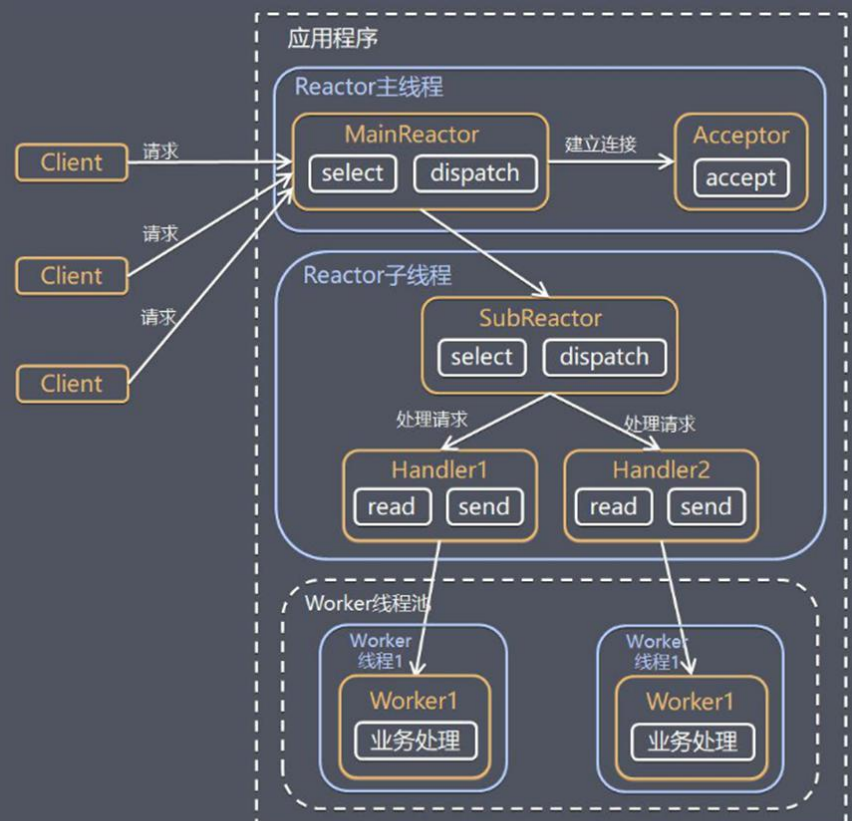 应用程序
Reactor主线程
MainReactor
select
dispatch
建立连接
Acceptor
accept
Client
请求
Client
请求
Client
请求
Reactor子线程
SubReactor
select
dispatch
处理请求
处理请求
Handler1
read
send
Handler2
read
send
Worker线程池
Worker
线程1
Worker1
业务处理
Worker
线程1
Worker1
业务处理